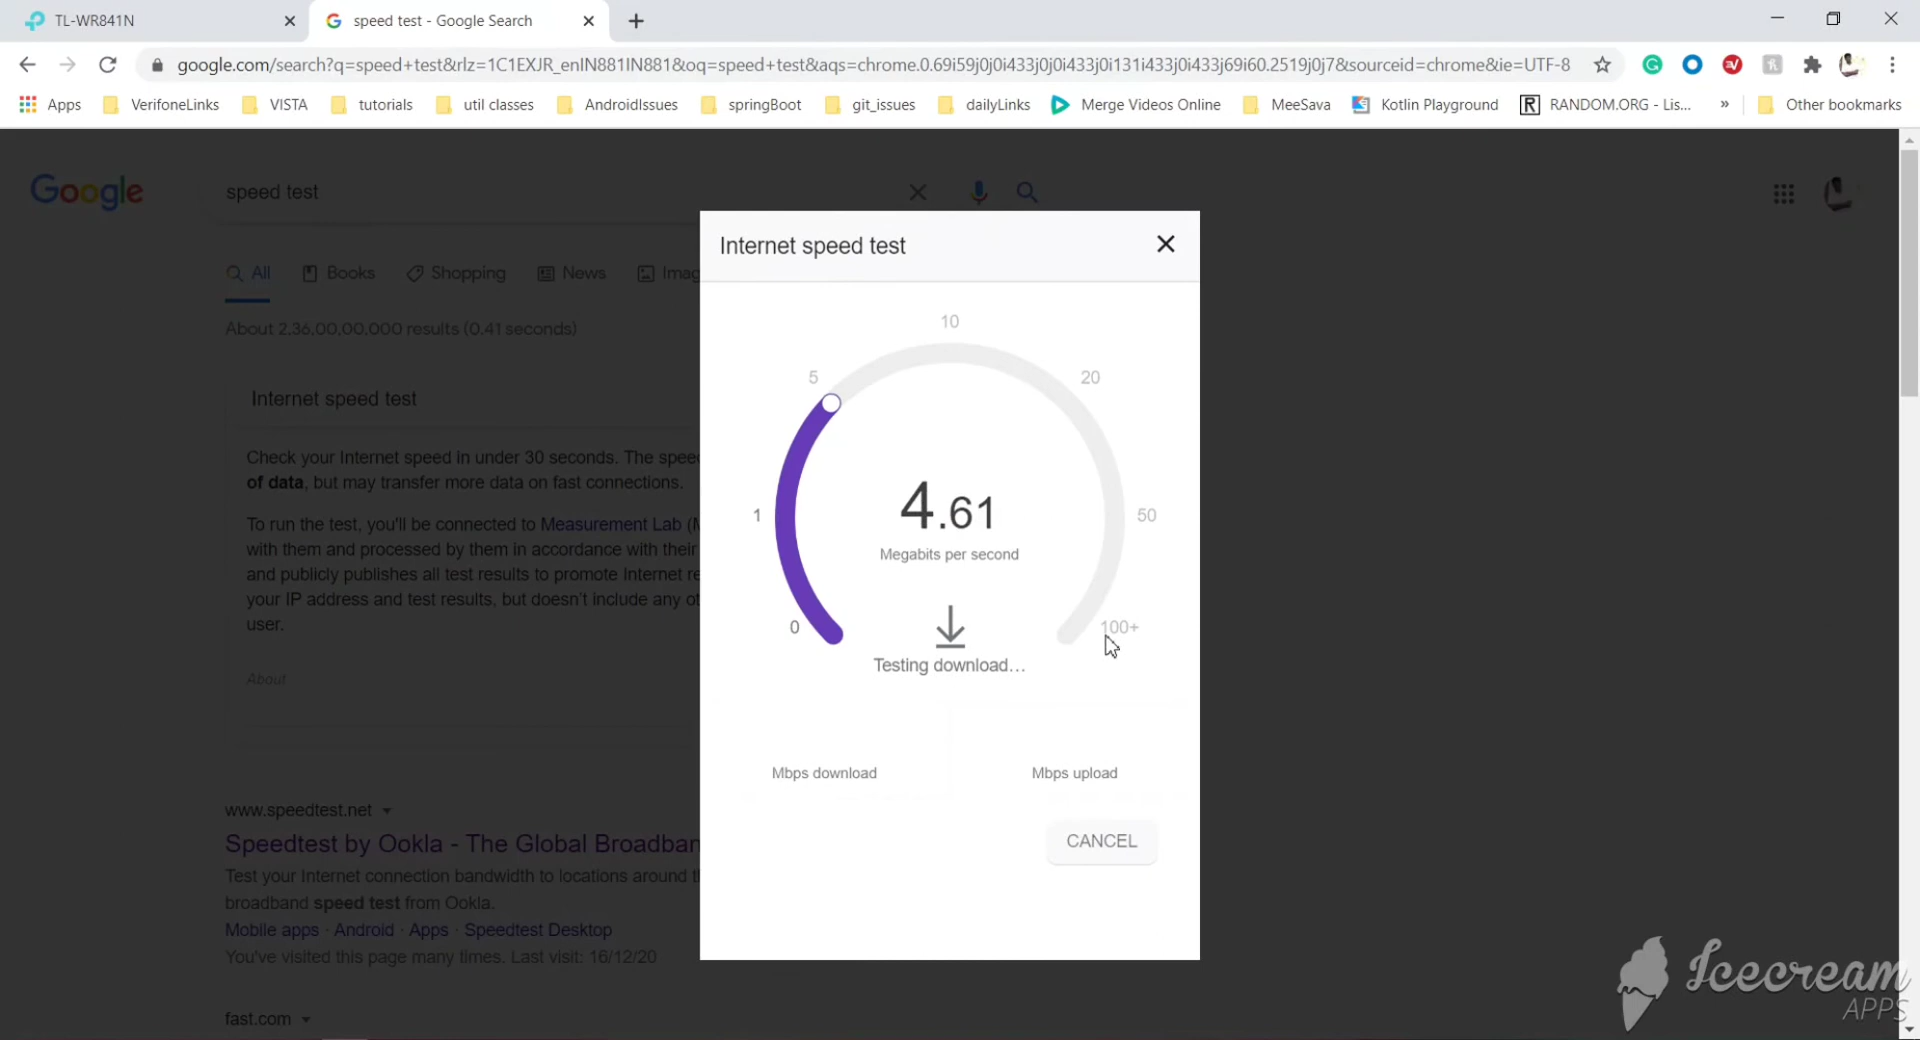 TL-WR841N
speed test - Google Search
google.com/search?q=speed+test&rlz=1C1EXJR_enIN881IN881&oq=speed+test&aqs=chrome.0.69i59j0j0i433j0j0i433j0i131i433j0i433j69i60.2519j0j7&sourceid=chrome&ie=UTF-8
Apps VerifoneLinks VISTA tutorials util classes AndroidIssues springBoot git_issues dailyLinks Merge Videos Online MeeSava Kotlin Playground RANDOM.ORG - Lis... » Other bookmarks
Google
speed test
All Books Shopping News
About 2,36,00,00,000 results (0.41 seconds)
Internet speed test
Check your Internet speed in under 30 seconds. The
of data, but may transfer more data on fast connections.
To run the test, you'll be connected to Measurement Lab
with them and processed by them in accordance with their
and publicly publishes all test results to promote Internet
your IP address and test results, but doesn't include any
user.
About
www.speedtest.net
Speedtest by Ookla - The Global
Test your Internet connection bandwidth to locations around
broadband speed test from Ookla.
Mobile apps · Android · Apps · Speedtest Desktop
You've visited this page many times. Last visit: 16/12/20
fast.com
Internet speed test
10
5
20
1
50
0
100+
4.61
Megabits per second
Testing download...
Mbps download
Mbps upload
CANCEL
Icecream
APPS